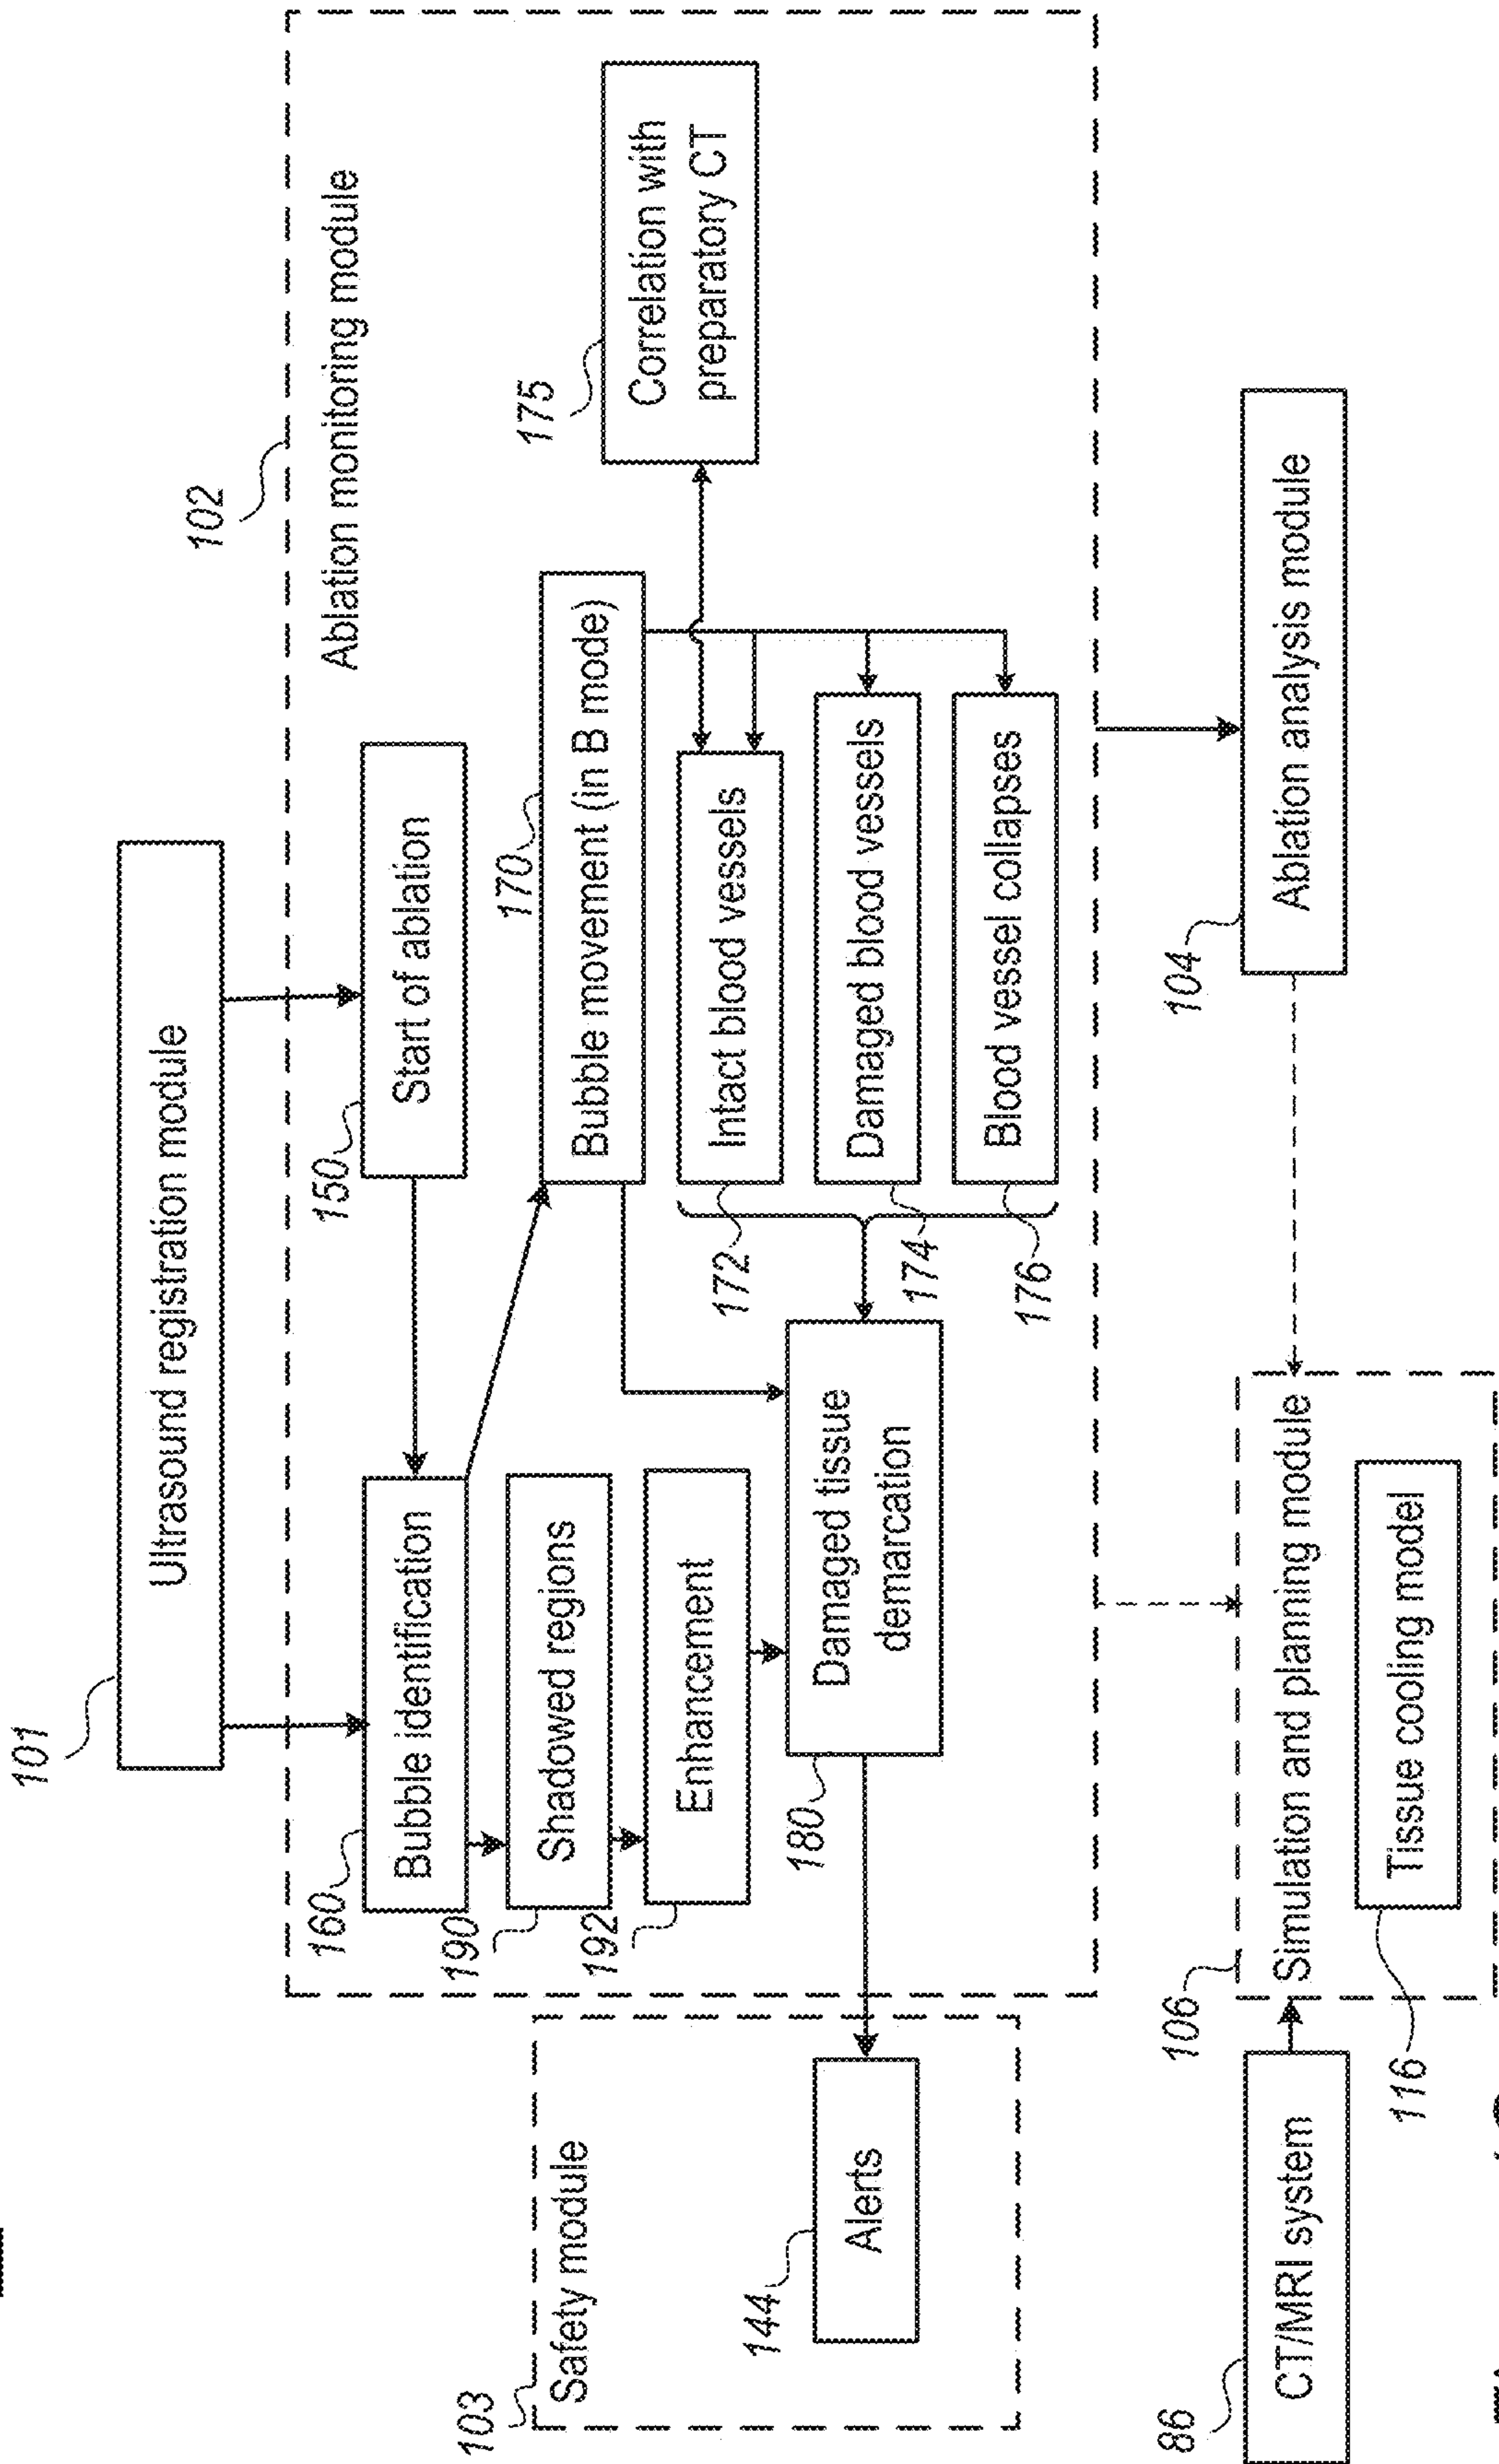 101
Ultrasound registration module
102
Ablation monitoring module
150
Start of ablation
160
Bubble identification
190
Shadowed regions
192
Enhancement
170
Bubble movement (in B mode)
175
Correlation with
preparatory CT
172
Intact blood vessels
174
Damaged blood vessels
176
Blood vessel collapses
180
Damaged tissue
demarcation
103
Safety module
144
Alerts
104
Ablation analysis module
106
Simulation and planning module
116
Tissue cooling model
86
CT/MRI system